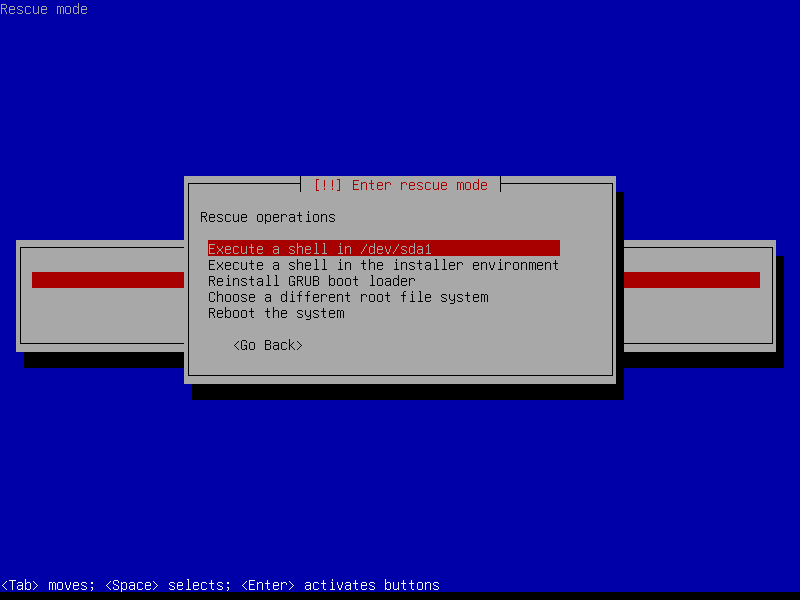 Rescue mode
[!!] Enter rescue mode
Rescue operations
Execute a shell in /dev/sda1
Execute a shell in the installer environment
Reinstall GRUB boot loader
Choose a different root file system
Reboot the system
<Go Back>
<Tab> moves; <Space> selects; <Enter> activates buttons